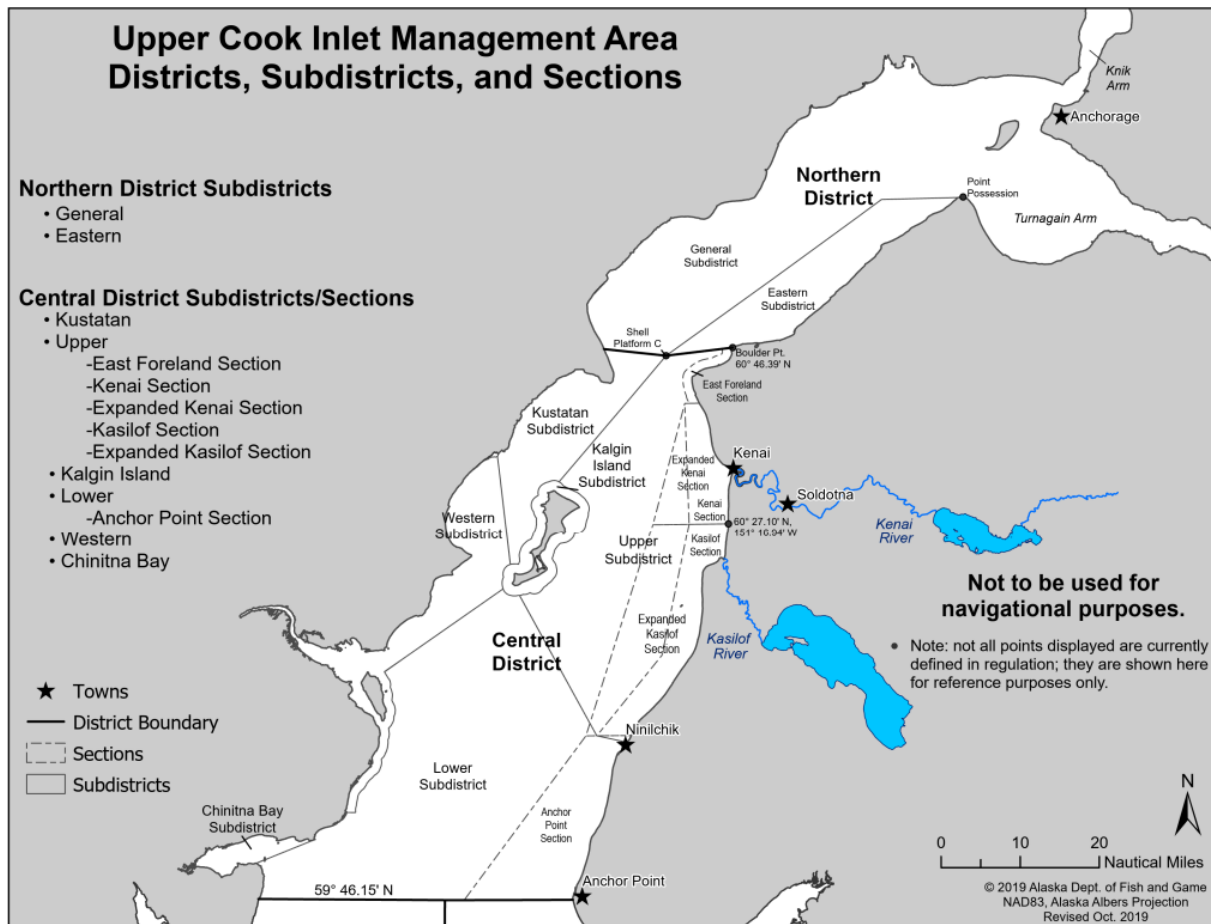 Upper Cook Inlet Management Area
Districts, Subdistricts, and Sections
Northern District Subdistricts
• General
• Eastern
Central District Subdistricts/Sections
• Kustatan
• Upper
-East Foreland Section
-Kenai Section
-Expanded Kenai Section
-Kasilof Section
-Expanded Kasilof Section
• Kalgin Island
• Lower
-Anchor Point Section
• Western
• Chinitna Bay
Knik
Arm
Anchorage
Northern
District
Point
Possession
Turnagain Arm
General
Subdistrict
Eastern
Subdistrict
Shell
Platform C
Boulder Pt.
60° 46.39' N
East Foreland
Section
Kustatan
Subdistrict
Kalgin
Island
Subdistrict
Expanded
Kenai
Section
Kenai
Soldotna
Kenai
Section
Western
Subdistrict
Upper
Subdistrict
60° 27.10' N,
151° 16.94' W
Kasilof
Section
Kenai
River
Not to be used for
navigational purposes.
Expanded
Kasilof
Section
Kasilof
River
Central
District
• Note: not all points displayed are currently
defined in regulation; they are shown here
for reference purposes only.
Towns
District Boundary
Sections
Subdistricts
Ninilchik
Lower
Subdistrict
Chinitna Bay
Subdistrict
Anchor
Point
Section
59° 46.15' N
Anchor Point
N
0 10 20
Nautical Miles
© 2019 Alaska Dept. of Fish and Game
NAD83, Alaska Albers Projection
Revised Oct. 2019